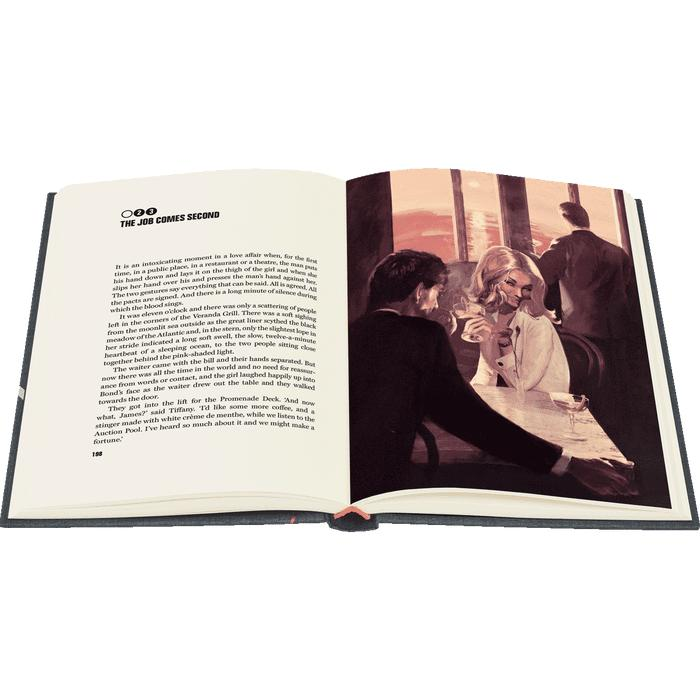 ○23
THE JOB COMES SECOND
It is an intoxicating moment in a love affair when, for the first
time, in a public place, in a restaurant or a theatre, the man puts
his hand down and lays it on the thigh of the girl and when she
slips her hand over his and presses the man's hand against her.
The two gestures say everything that can be said. All is agreed. All
the pacts are signed. And there is a long minute of silence during
which the blood sings.
It was eleven o'clock and there was only a scattering of people
left in the corners of the Veranda Grill. There was a soft sighing
from the moonlit sea outside as the great liner scythed the black
meadow of the Atlantic and, in the stern, only the slightest lope in
her stride indicated a long soft swell, the slow, twelve-a-minute
heartbeat of a sleeping ocean, to the two people sitting close
together behind the pink-shaded light.
The waiter came with the bill and their hands separated. But
now there was all the time in the world and no need for reassur-
ance from words or contact, and the girl laughed happily up into
Bond's face as the waiter drew out the table and they walked
towards the door.
They got into the lift for the Promenade Deck. 'And now
what, James?' said Tiffany. 'I'd like some more coffee, and a
stinger made with white crème de menthe, while we listen to the
Auction Pool. I've heard so much about it and we might make a
fortune.'
198